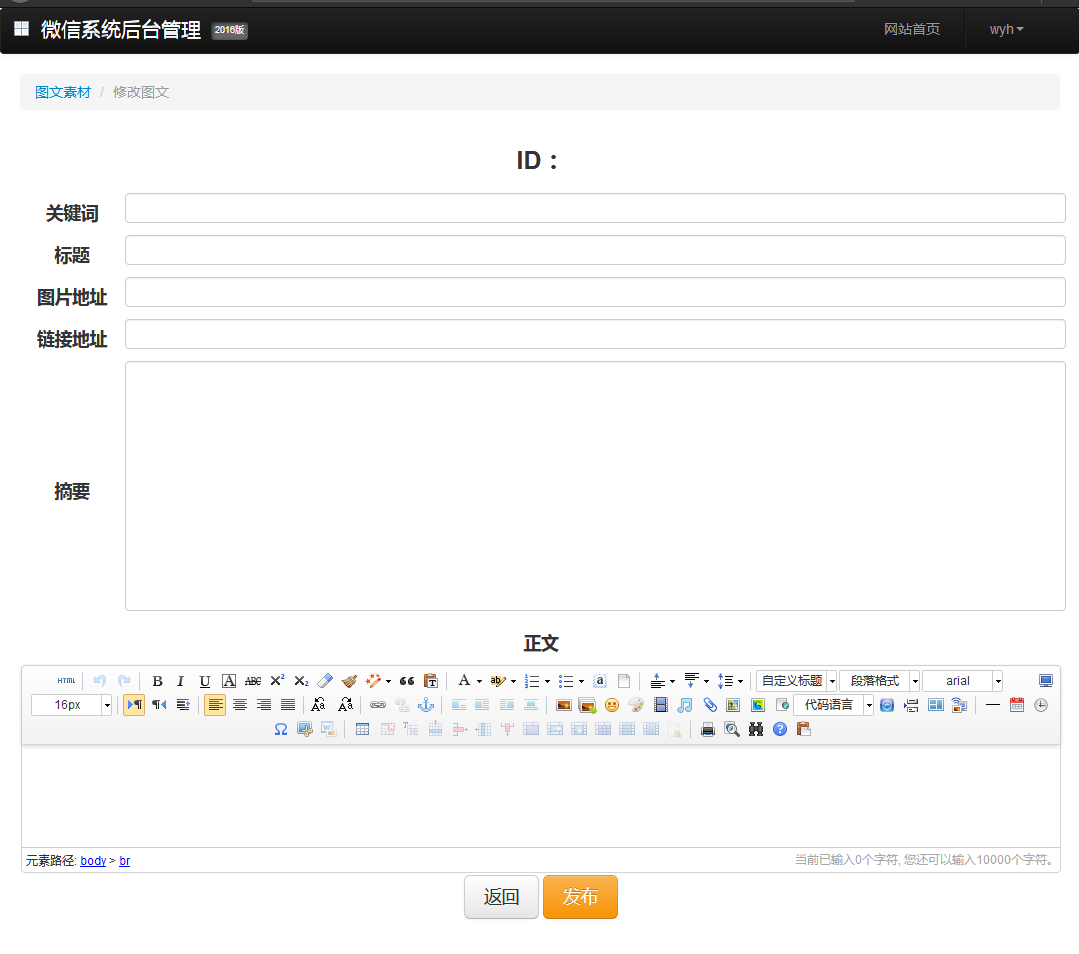 微信系统后台管理 2016版 网站首页 wyh
图文素材 / 修改图文
ID：
关键词
标题
图片地址
链接地址
摘要
正文
HTML B I U A ABC X² X₂ A ab 自定义标题 段落格式 arial
16px 代码语言
元素路径: body > br 当前已输入0个字符, 您还可以输入10000个字符。
返回 发布